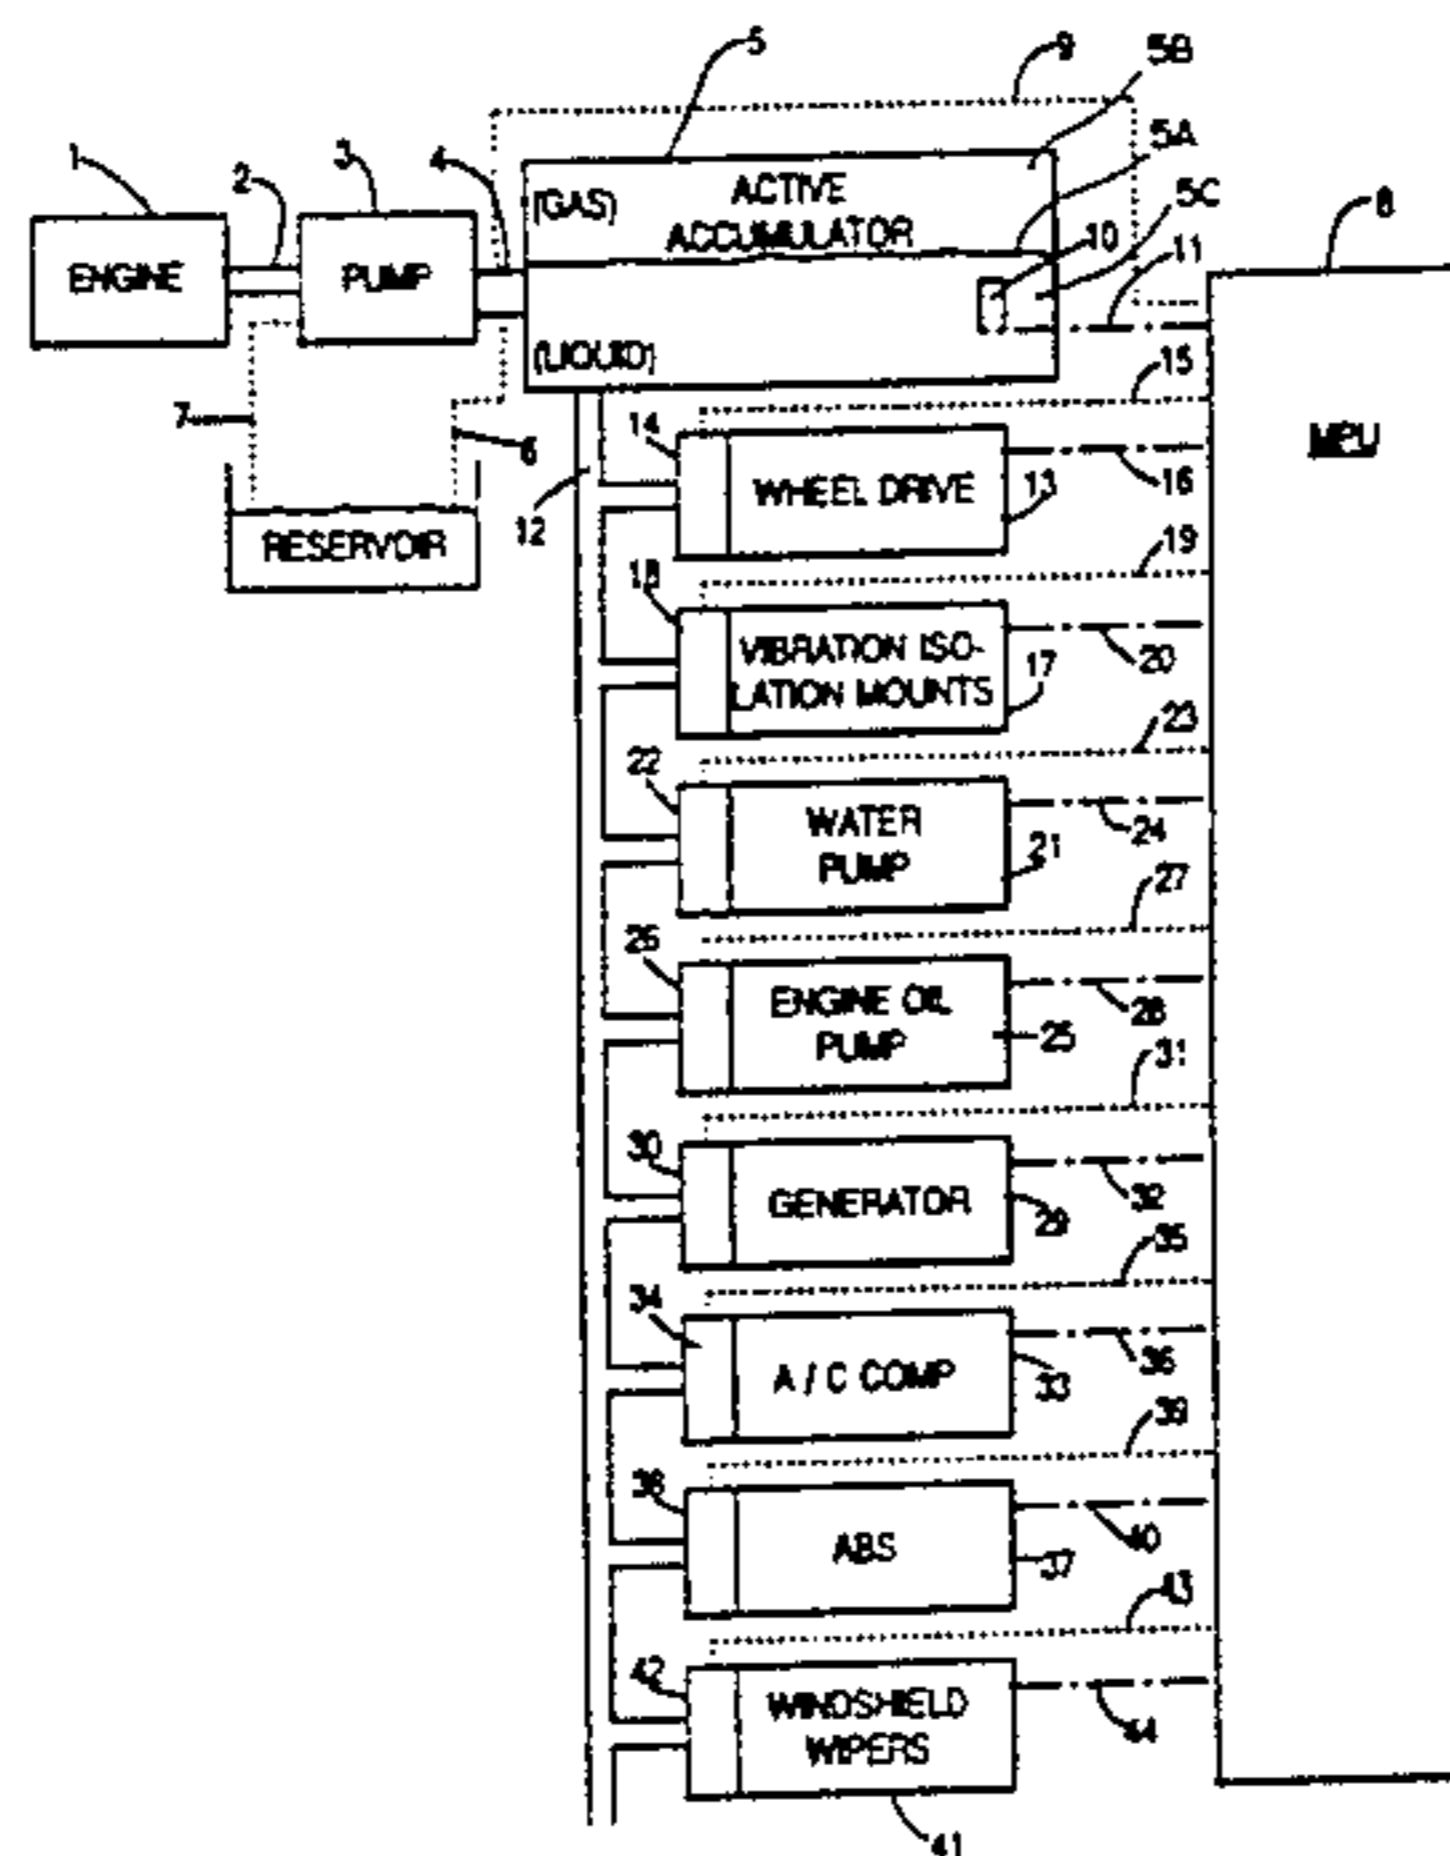 5
9
5B
1
2
3
4
5A
(GAS)
ACTIVE
ACCUMULATOR
5C
10
11
8
ENGINE
PUMP
(LIQUID)
15
7
6
14
MPU
WHEEL DRIVE
13
16
12
RESERVOIR
19
18
VIBRATION ISO-
LATION MOUNTS
17
20
23
22
WATER
PUMP
21
24
27
26
ENGINE OIL
PUMP
25
28
31
30
GENERATOR
29
32
35
34
A / C COMP
33
36
39
38
ABS
37
40
43
42
WINDSHIELD
WIPERS
44
41